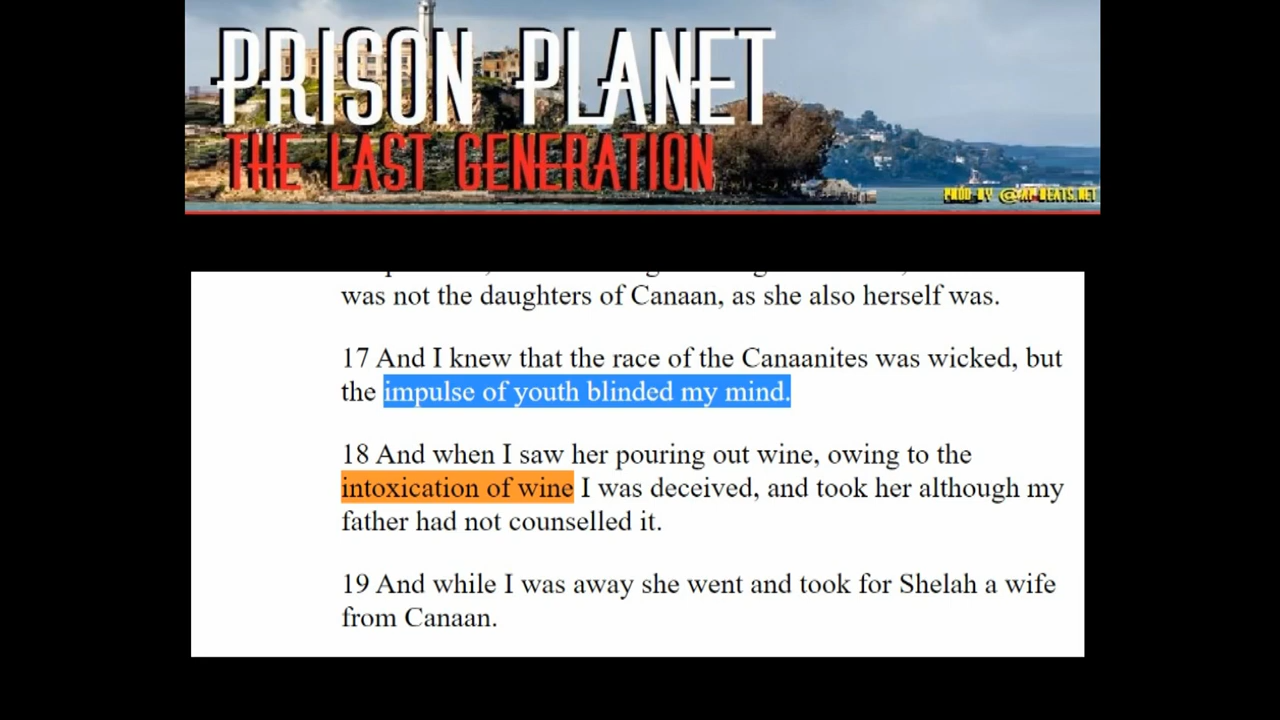 PRISON PLANET
THE LAST GENERATION
PROD BY
was not the daughters of Canaan, as she also herself was.
17 And I knew that the race of the Canaanites was wicked, but
the impulse of youth blinded my mind.
18 And when I saw her pouring out wine, owing to the
intoxication of wine I was deceived, and took her although my
father had not counselled it.
19 And while I was away she went and took for Shelah a wife
from Canaan.